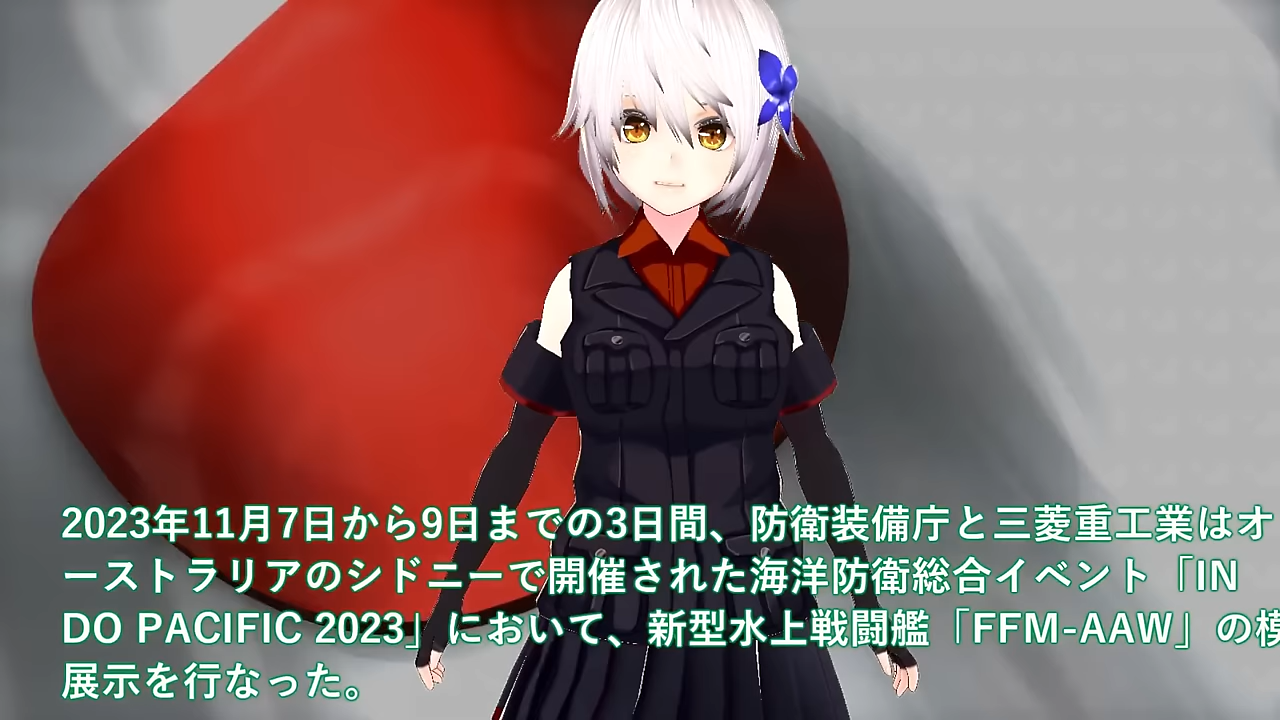 2023年11月7日から9日までの3日間、防衛装備庁と三菱重工業はオ
ーストラリアのシドニーで開催された海洋防衛総合イベント「IN
DO PACIFIC 2023」において、新型水上戦闘艦「FFM-AAW」の模
展示を行なった。